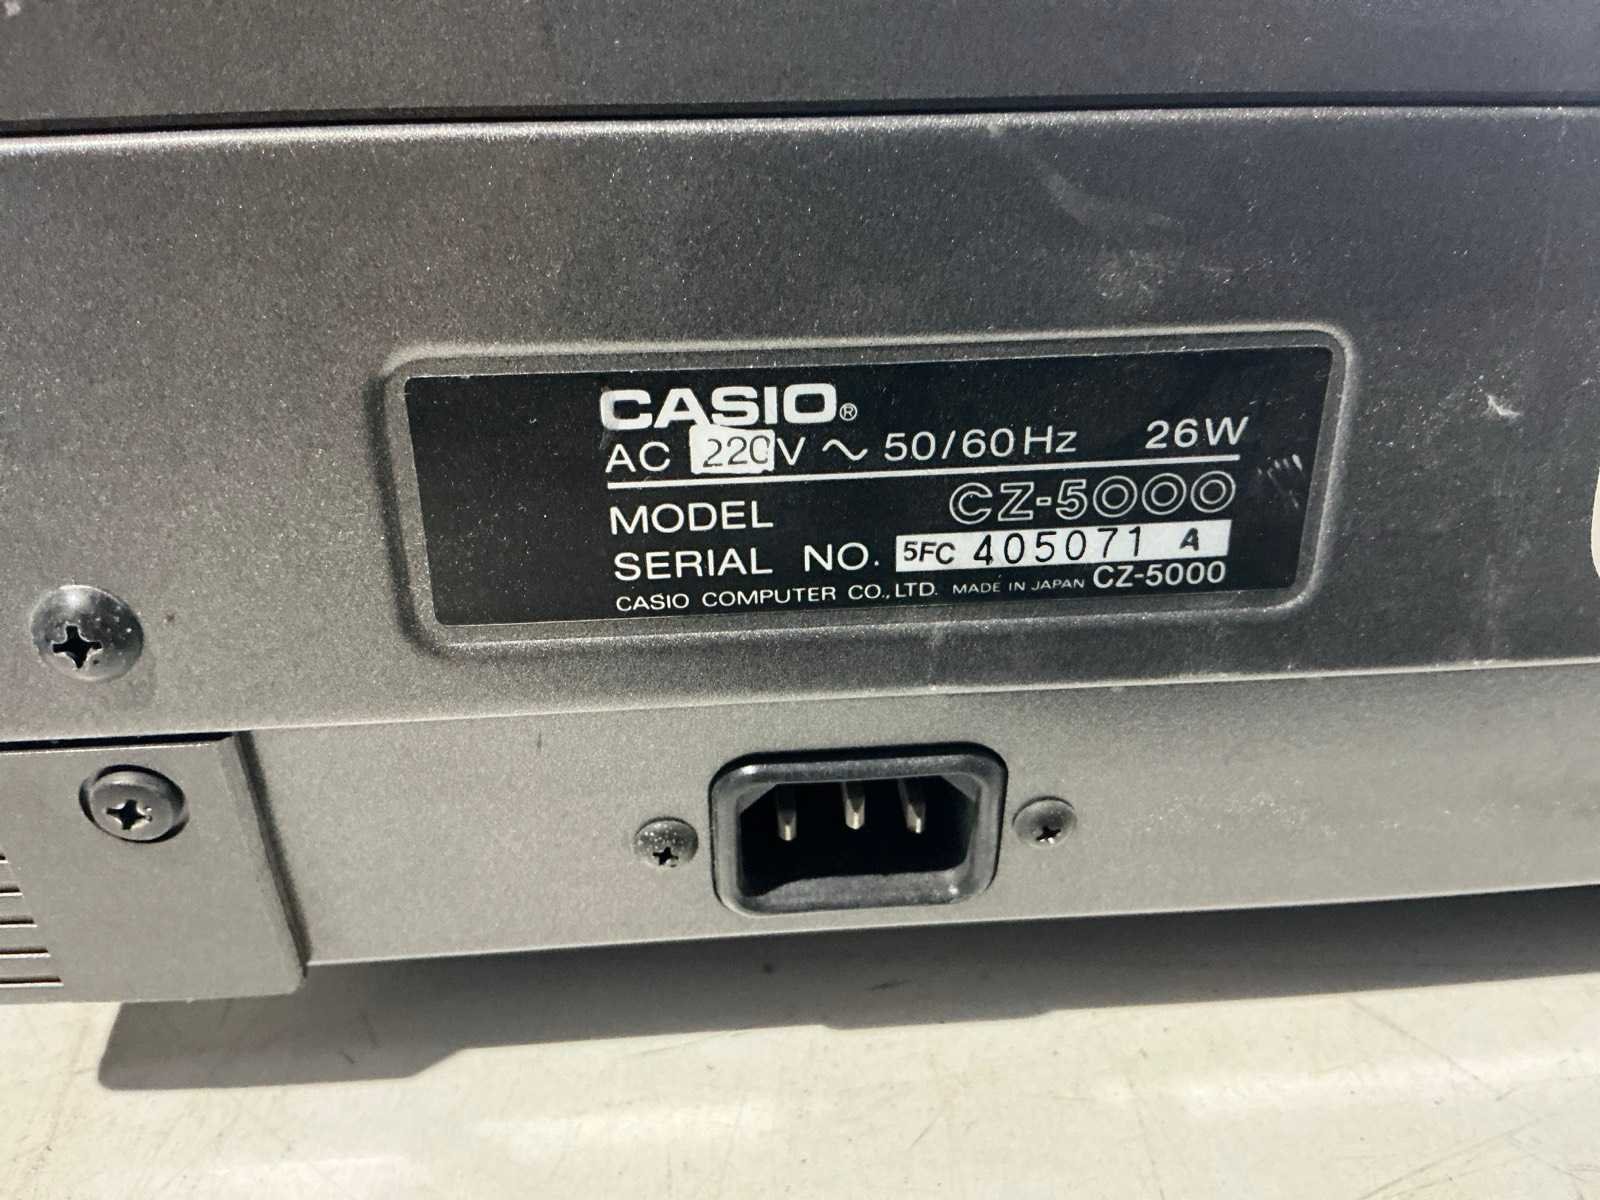 CASIO®
AC 220V ～ 50/60Hz 26W
MODEL CZ-5000
SERIAL NO. 5FC 405071 A
CASIO COMPUTER CO., LTD. MADE IN JAPAN CZ-5000